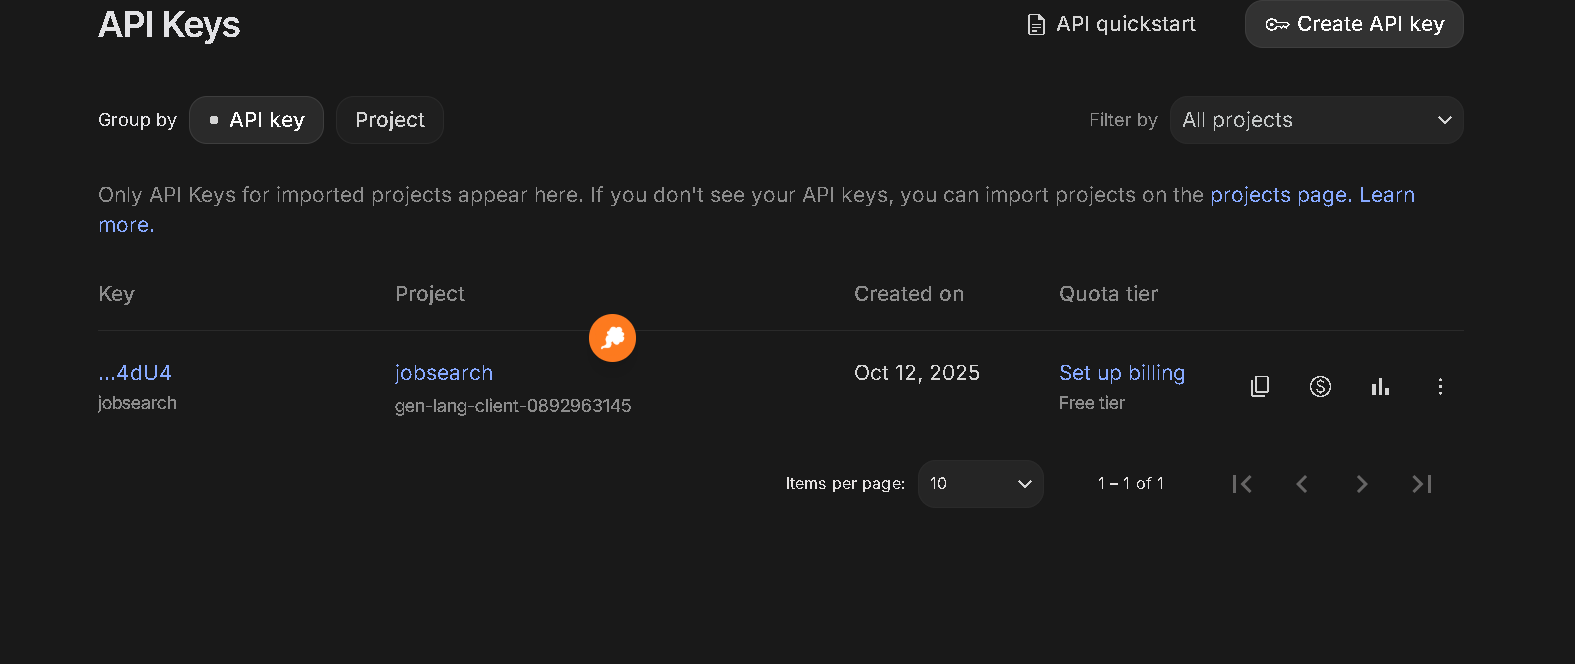 API Keys
API quickstart
Create API key
Group by
API key
Project
Filter by
All projects
Only API Keys for imported projects appear here. If you don't see your API keys, you can import projects on the projects page. Learn
more.
Key
Project
Created on
Quota tier
...4dU4
jobsearch
Oct 12, 2025
Set up billing
jobsearch
gen-lang-client-0892963145
Free tier
Items per page:
10
1 – 1 of 1